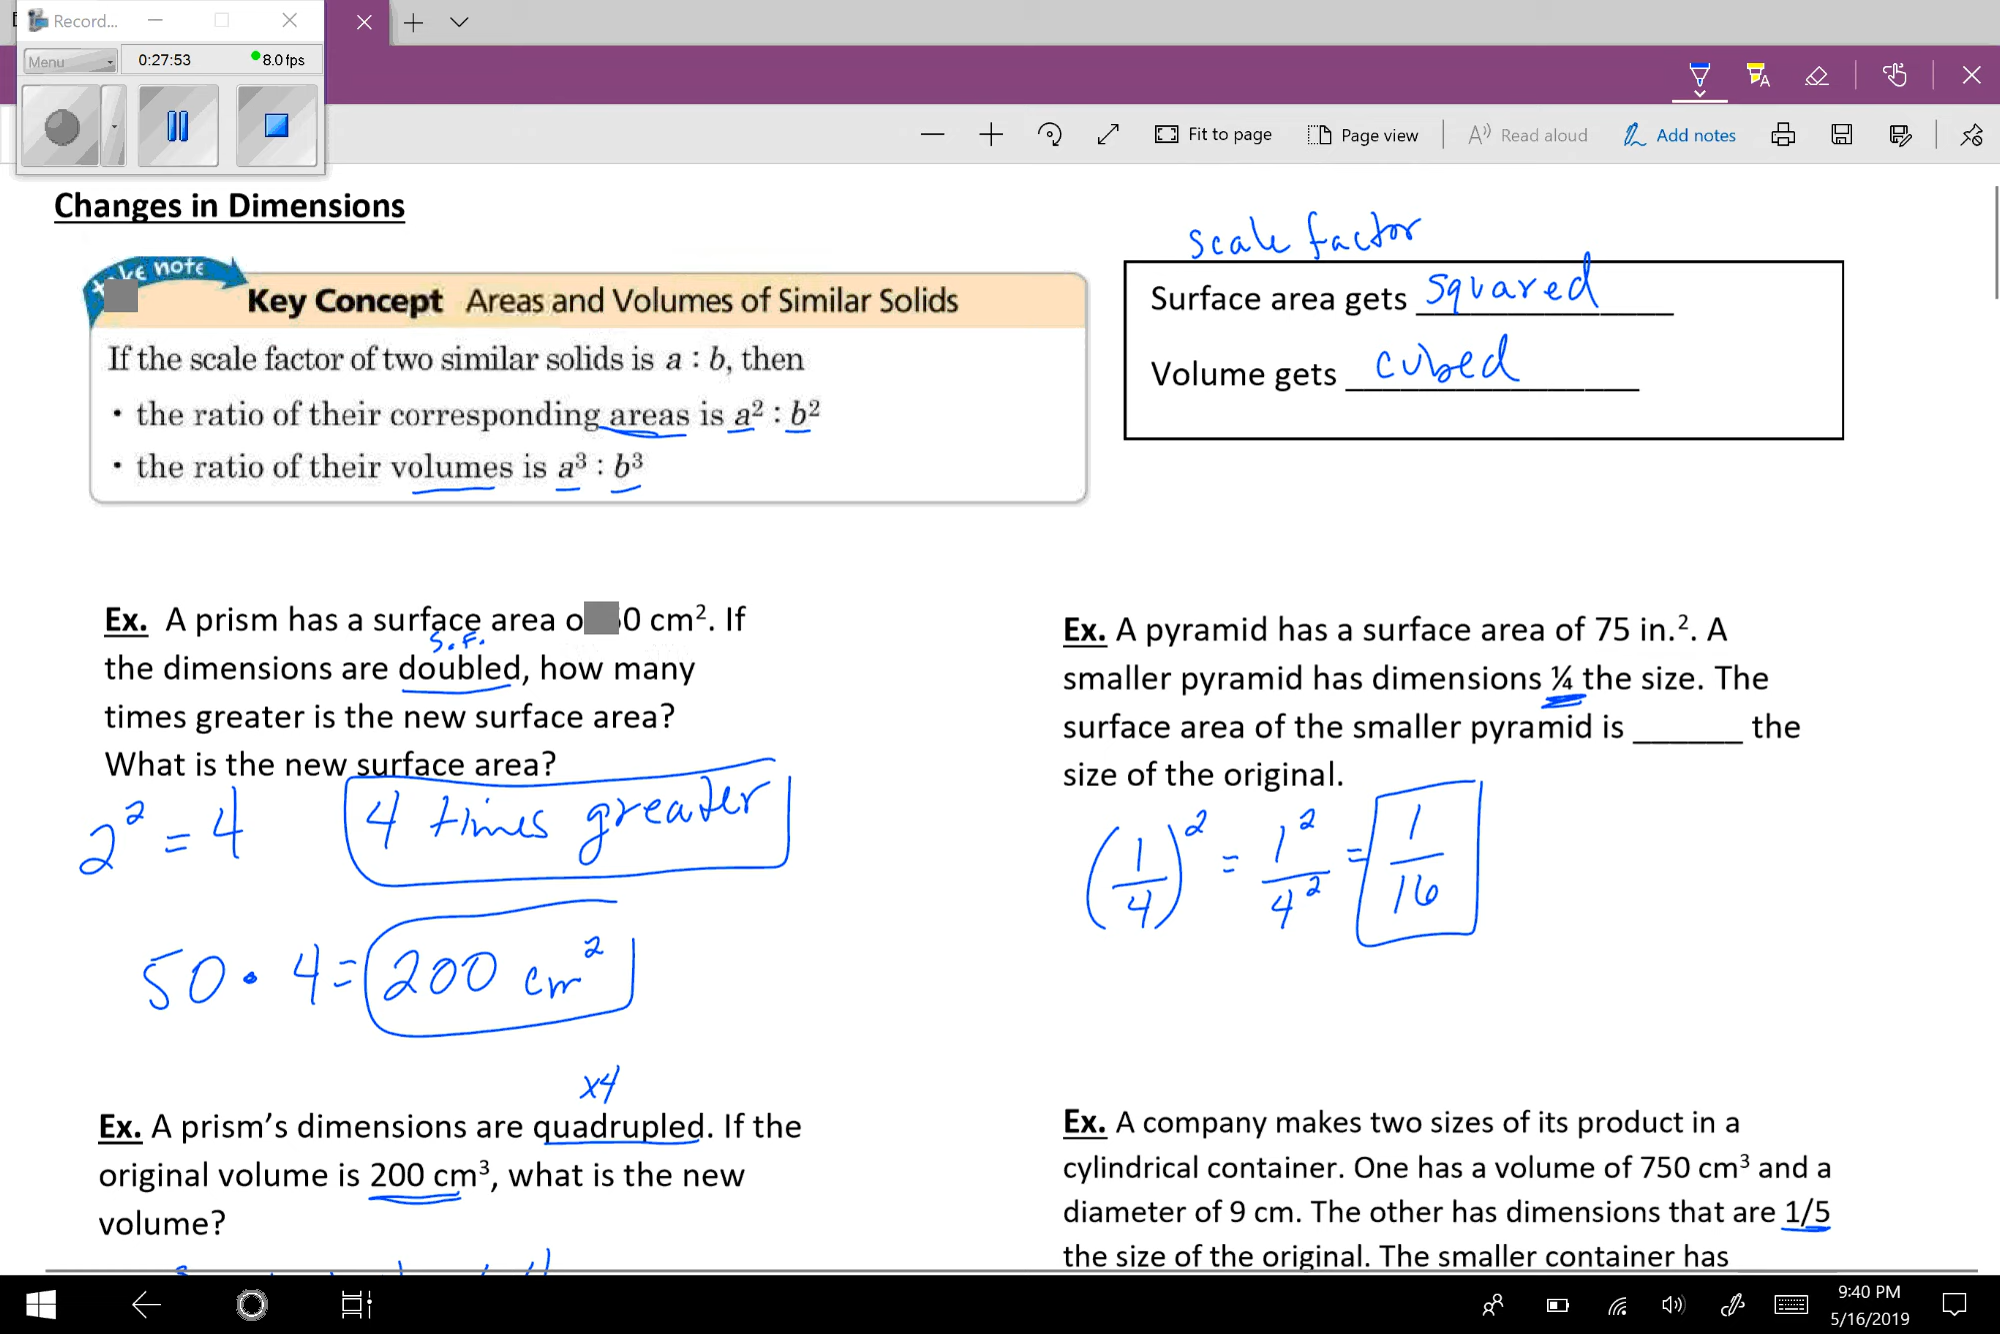 Record...
Menu
0:27:53
8.0 fps
Fit to page
Page view
Read aloud
Add notes
Changes in Dimensions
note
Key Concept Areas and Volumes of Similar Solids
If the scale factor of two similar solids is a : b, then
• the ratio of their corresponding areas is a² : b²
• the ratio of their volumes is a³ : b³
scale factor
Surface area gets squared
Volume gets cubed
Ex. A prism has a surface area 0 cm². If
S.F.
the dimensions are doubled, how many
times greater is the new surface area?
What is the new surface area?
2² = 4 4 times greater
50 • 4 = 200 cm²
Ex. A pyramid has a surface area of 75 in.². A
smaller pyramid has dimensions ¼ the size. The
surface area of the smaller pyramid is ______ the
size of the original.
(1/4)² = 1²/4² = 1/16
x4
Ex. A prism’s dimensions are quadrupled. If the
original volume is 200 cm³, what is the new
volume?
Ex. A company makes two sizes of its product in a
cylindrical container. One has a volume of 750 cm³ and a
diameter of 9 cm. The other has dimensions that are 1/5
the size of the original. The smaller container has
9:40 PM
5/16/2019